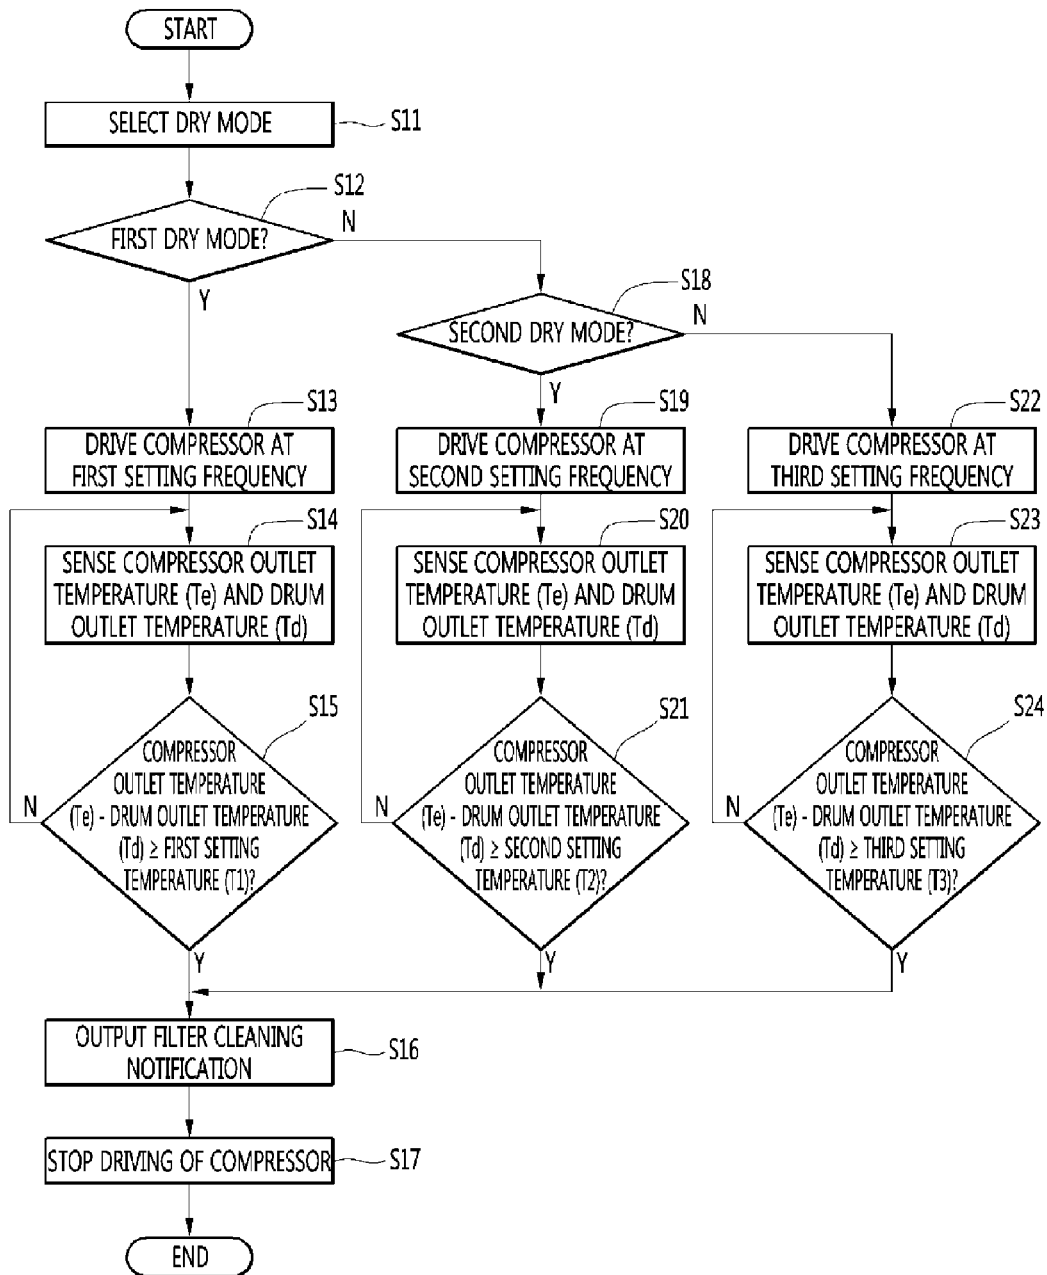 START
SELECT DRY MODE
S11
S12
FIRST DRY MODE?
N
Y
S18
SECOND DRY MODE?
N
Y
S13
DRIVE COMPRESSOR AT
FIRST SETTING FREQUENCY
S19
DRIVE COMPRESSOR AT
SECOND SETTING FREQUENCY
S22
DRIVE COMPRESSOR AT
THIRD SETTING FREQUENCY
S14
SENSE COMPRESSOR OUTLET
TEMPERATURE (Te) AND DRUM
OUTLET TEMPERATURE (Td)
S20
SENSE COMPRESSOR OUTLET
TEMPERATURE (Te) AND DRUM
OUTLET TEMPERATURE (Td)
S23
SENSE COMPRESSOR OUTLET
TEMPERATURE (Te) AND DRUM
OUTLET TEMPERATURE (Td)
S15
COMPRESSOR
OUTLET TEMPERATURE
(Te) - DRUM OUTLET TEMPERATURE
(Td) ≥ FIRST SETTING
TEMPERATURE (T1)?
N
Y
S21
COMPRESSOR
OUTLET TEMPERATURE
(Te) - DRUM OUTLET TEMPERATURE
(Td) ≥ SECOND SETTING
TEMPERATURE (T2)?
N
Y
S24
COMPRESSOR
OUTLET TEMPERATURE
(Te) - DRUM OUTLET TEMPERATURE
(Td) ≥ THIRD SETTING
TEMPERATURE (T3)?
N
Y
OUTPUT FILTER CLEANING
NOTIFICATION
S16
STOP DRIVING OF COMPRESSOR
S17
END